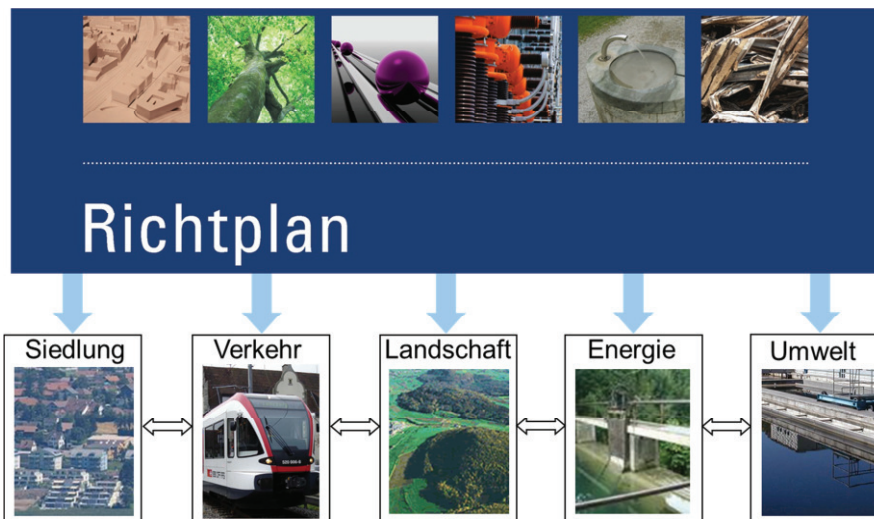 Richtplan
Siedlung
Verkehr
Landschaft
Energie
Umwelt